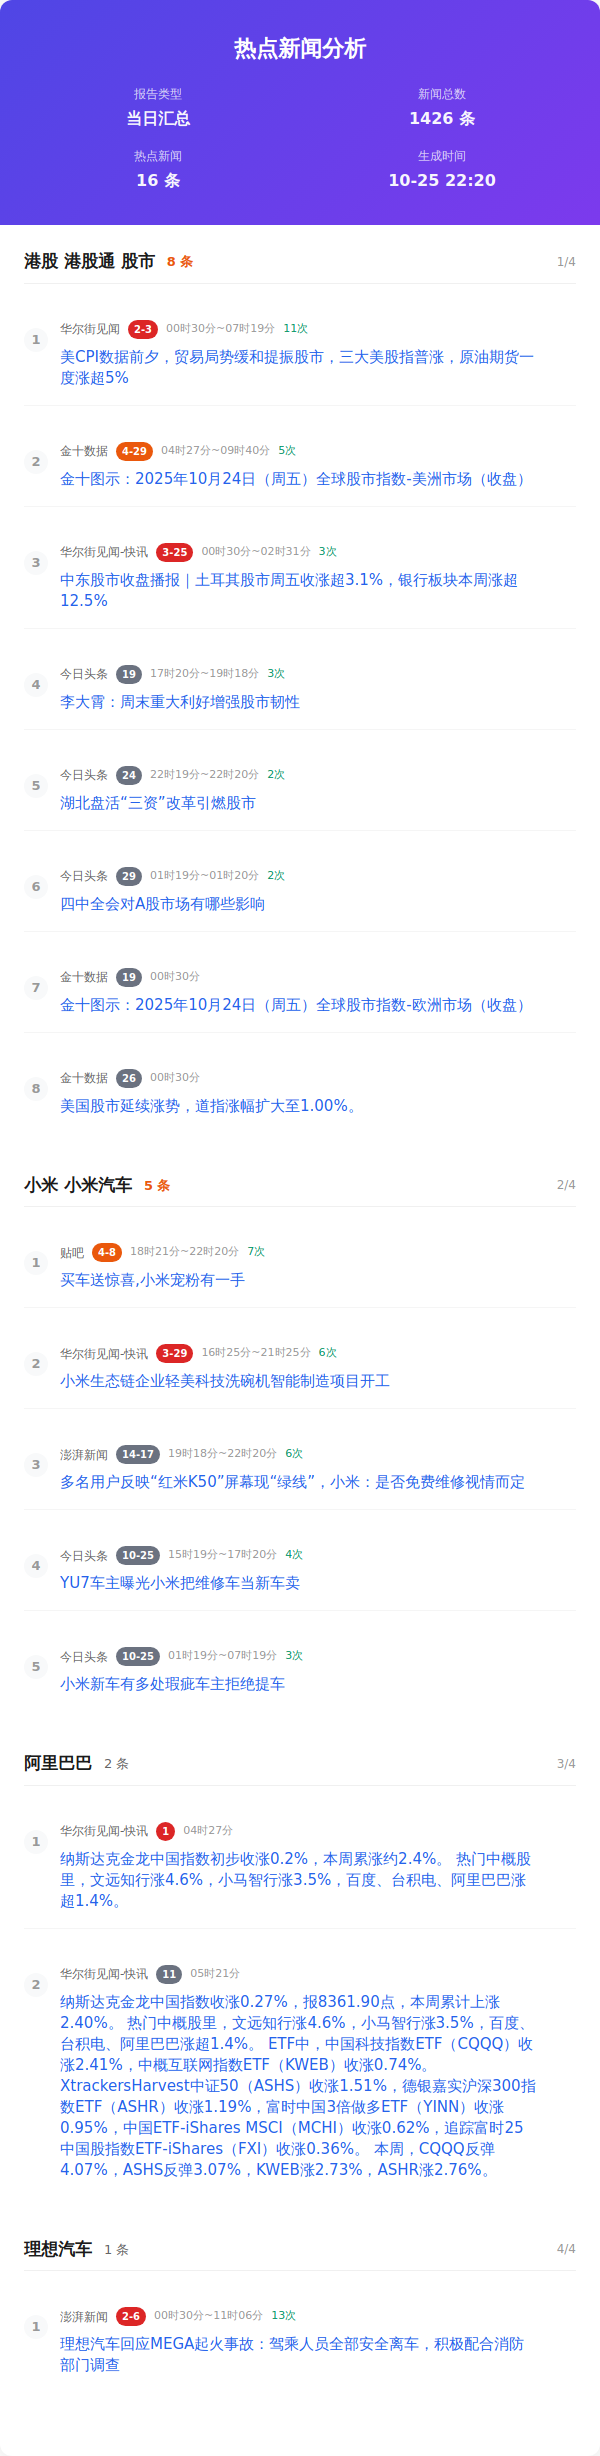 热点新闻分析
报告类型
新闻总数
当日汇总
1426 条
热点新闻
生成时间
16 条
10-25 22:20
港股 港股通 股市 8 条 1/4
1
华尔街见闻 2-3 00时30分~07时19分 11次
美CPI数据前夕，贸易局势缓和提振股市，三大美股指普涨，原油期货一
度涨超5%
2
金十数据 4-29 04时27分~09时40分 5次
金十图示：2025年10月24日（周五）全球股市指数-美洲市场（收盘）
3
华尔街见闻-快讯 3-25 00时30分~02时31分 3次
中东股市收盘播报｜土耳其股市周五收涨超3.1%，银行板块本周涨超
12.5%
4
今日头条 19 17时20分~19时18分 3次
李大霄：周末重大利好增强股市韧性
5
今日头条 24 22时19分~22时20分 2次
湖北盘活“三资”改革引燃股市
6
今日头条 29 01时19分~01时20分 2次
四中全会对A股市场有哪些影响
7
金十数据 19 00时30分
金十图示：2025年10月24日（周五）全球股市指数-欧洲市场（收盘）
8
金十数据 26 00时30分
美国股市延续涨势，道指涨幅扩大至1.00%。
小米 小米汽车 5 条 2/4
1
贴吧 4-8 18时21分~22时20分 7次
买车送惊喜,小米宠粉有一手
2
华尔街见闻-快讯 3-29 16时25分~21时25分 6次
小米生态链企业轻美科技洗碗机智能制造项目开工
3
澎湃新闻 14-17 19时18分~22时20分 6次
多名用户反映“红米K50”屏幕现“绿线”，小米：是否免费维修视情而定
4
今日头条 10-25 15时19分~17时20分 4次
YU7车主曝光小米把维修车当新车卖
5
今日头条 10-25 01时19分~07时19分 3次
小米新车有多处瑕疵车主拒绝提车
阿里巴巴 2 条 3/4
1
华尔街见闻-快讯 1 04时27分
纳斯达克金龙中国指数初步收涨0.2%，本周累涨约2.4%。 热门中概股
里，文远知行涨4.6%，小马智行涨3.5%，百度、台积电、阿里巴巴涨
超1.4%。
2
华尔街见闻-快讯 11 05时21分
纳斯达克金龙中国指数收涨0.27%，报8361.90点，本周累计上涨
2.40%。 热门中概股里，文远知行涨4.6%，小马智行涨3.5%，百度、
台积电、阿里巴巴涨超1.4%。 ETF中，中国科技指数ETF（CQQQ）收
涨2.41%，中概互联网指数ETF（KWEB）收涨0.74%。
XtrackersHarvest中证50（ASHS）收涨1.51%，德银嘉实沪深300指
数ETF（ASHR）收涨1.19%，富时中国3倍做多ETF（YINN）收涨
0.95%，中国ETF-iShares MSCI（MCHI）收涨0.62%，追踪富时25
中国股指数ETF-iShares（FXI）收涨0.36%。 本周，CQQQ反弹
4.07%，ASHS反弹3.07%，KWEB涨2.73%，ASHR涨2.76%。
理想汽车 1 条 4/4
1
澎湃新闻 2-6 00时30分~11时06分 13次
理想汽车回应MEGA起火事故：驾乘人员全部安全离车，积极配合消防
部门调查